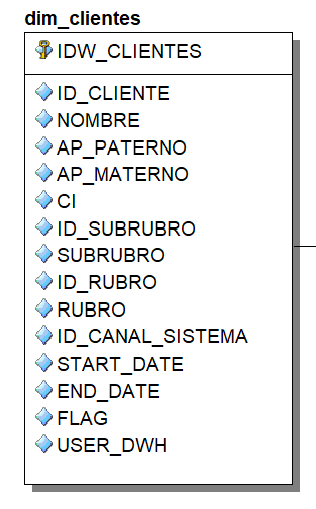 dim_clientes
IDW_CLIENTES
ID_CLIENTE
NOMBRE
AP_PATERNO
AP_MATERNO
CI
ID_SUBRUBRO
SUBRUBRO
ID_RUBRO
RUBRO
ID_CANAL_SISTEMA
START_DATE
END_DATE
FLAG
USER_DWH